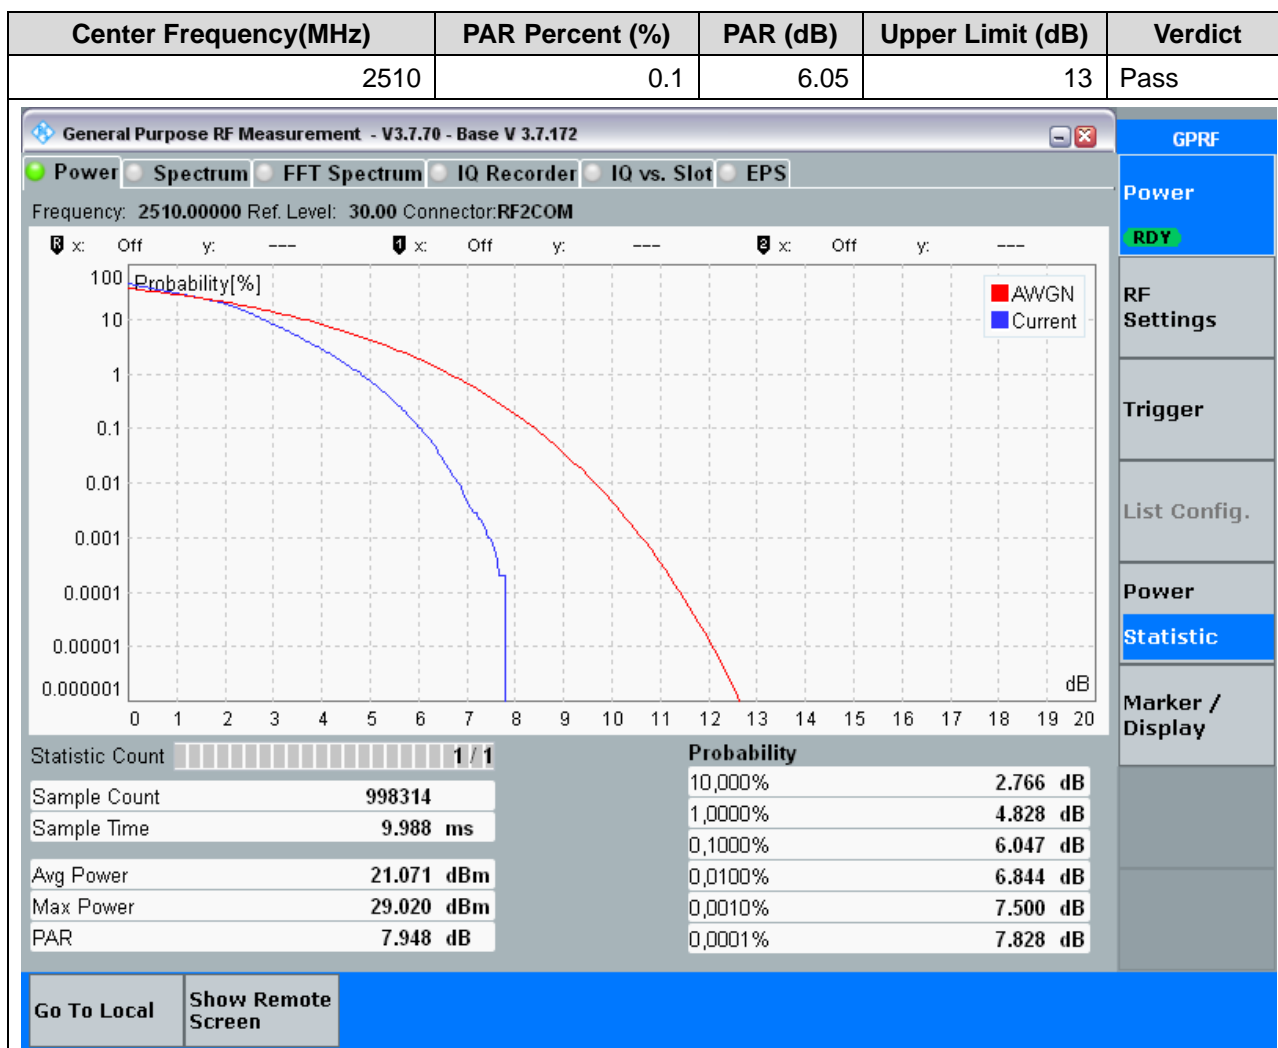 Center Frequency(MHz) PAR Percent (%) PAR (dB) Upper Limit (dB) Verdict
2510 0.1 6.05 13 Pass
General Purpose RF Measurement - V3.7.70 - Base V 3.7.172
GPRF
Power Spectrum FFT Spectrum IQ Recorder IQ vs. Slot EPS
Power
RDY
Frequency: 2510.00000 Ref. Level: 30.00 Connector:RF2COM
R x: Off y: --- 1 x: Off y: --- 2 x: Off y: ---
Probability[%]
100
10
1
0.1
0.01
0.001
0.0001
0.00001
0.000001
AWGN
Current
dB
0 1 2 3 4 5 6 7 8 9 10 11 12 13 14 15 16 17 18 19 20
RF
Settings
Trigger
List Config.
Power
Statistic
Marker /
Display
Statistic Count 1 / 1
Sample Count 998314
Sample Time 9.988 ms
Avg Power 21.071 dBm
Max Power 29.020 dBm
PAR 7.948 dB
Probability
10,000% 2.766 dB
1,0000% 4.828 dB
0,1000% 6.047 dB
0,0100% 6.844 dB
0,0010% 7.500 dB
0,0001% 7.828 dB
Go To Local
Show Remote
Screen